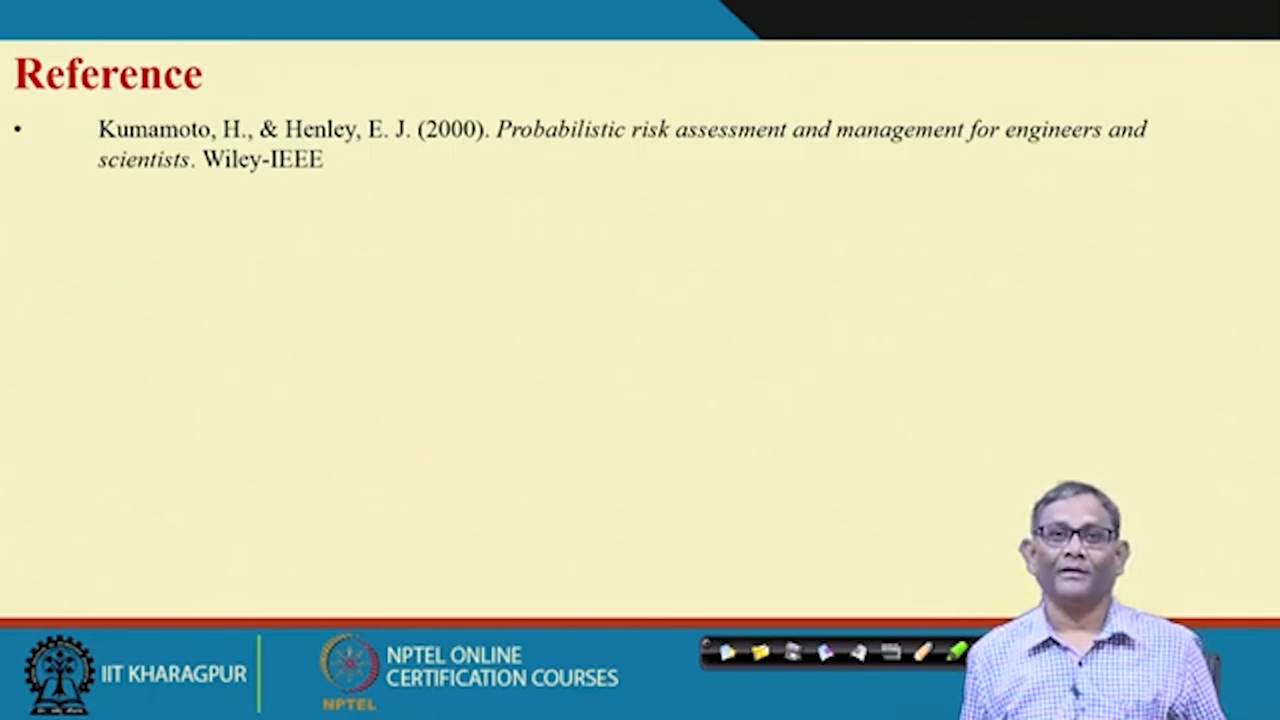 Reference
• Kumamoto, H., & Henley, E. J. (2000). Probabilistic risk assessment and management for engineers and
scientists. Wiley-IEEE
IIT KHARAGPUR
NPTEL ONLINE
CERTIFICATION COURSES
NPTEL